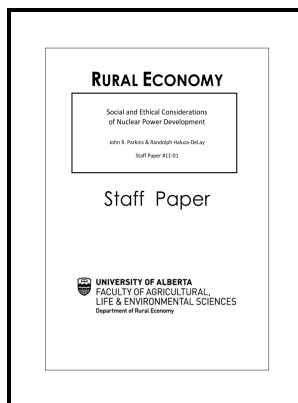 RURAL ECONOMY
Social and Ethical Considerations
of Nuclear Power Development
John R. Parkins & Randolph Haluza-DeLay
Staff Paper #11-01
Staff Paper
UNIVERSITY OF ALBERTA
FACULTY OF AGRICULTURAL,
LIFE & ENVIRONMENTAL SCIENCES
Department of Rural Economy